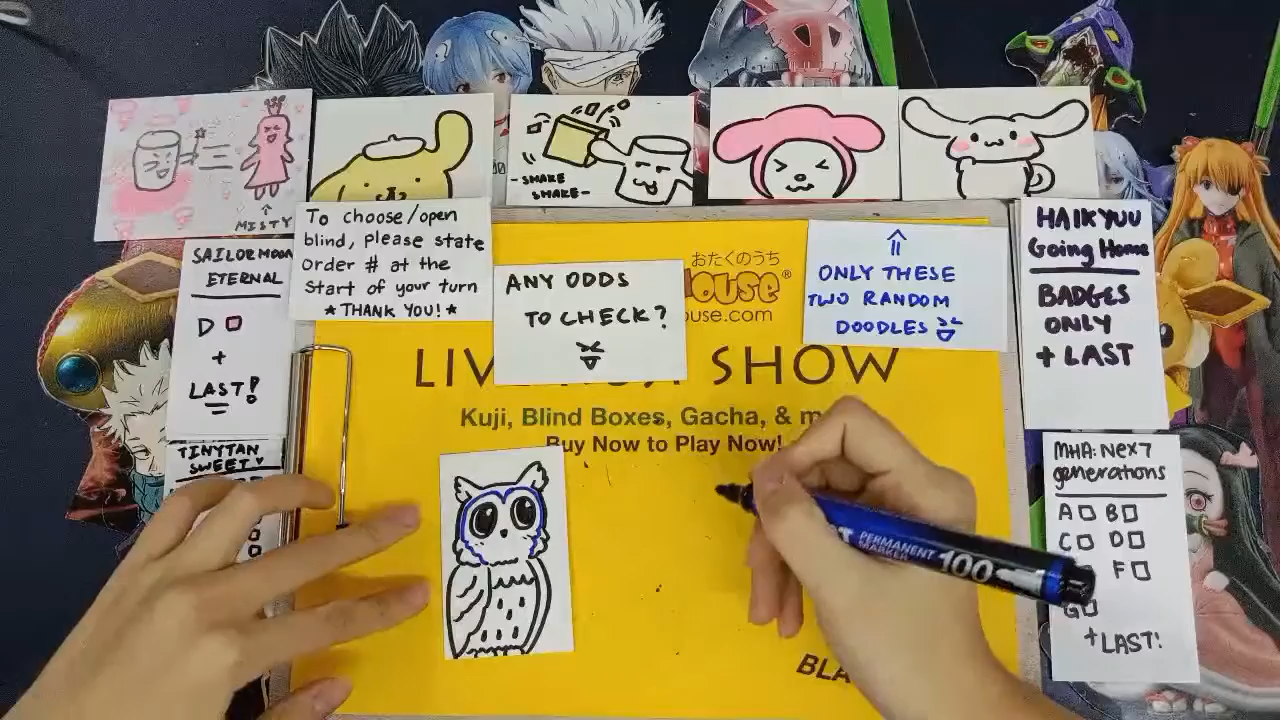 MISTY
- SHAKE
SHAKE -
SAILOR MOON
ETERNAL
D
+
LAST!
TINYTAN
SWEET
To choose/open
blind, please state
Order # at the
Start of your turn
★ THANK YOU! ★
ANY ODDS
TO CHECK?
おたくのうち
House®
ouse.com
ONLY THESE
TWO RANDOM
DOODLES
HAIKYUU
Going Home
BADGES
ONLY
+ LAST
SHOW
Kuji, Blind Boxes, Gacha, & m
Buy Now to Play Now!
MHA: Next
generations
A B
C D
F
G
+ LAST!
PERMANENT
MARKER
100